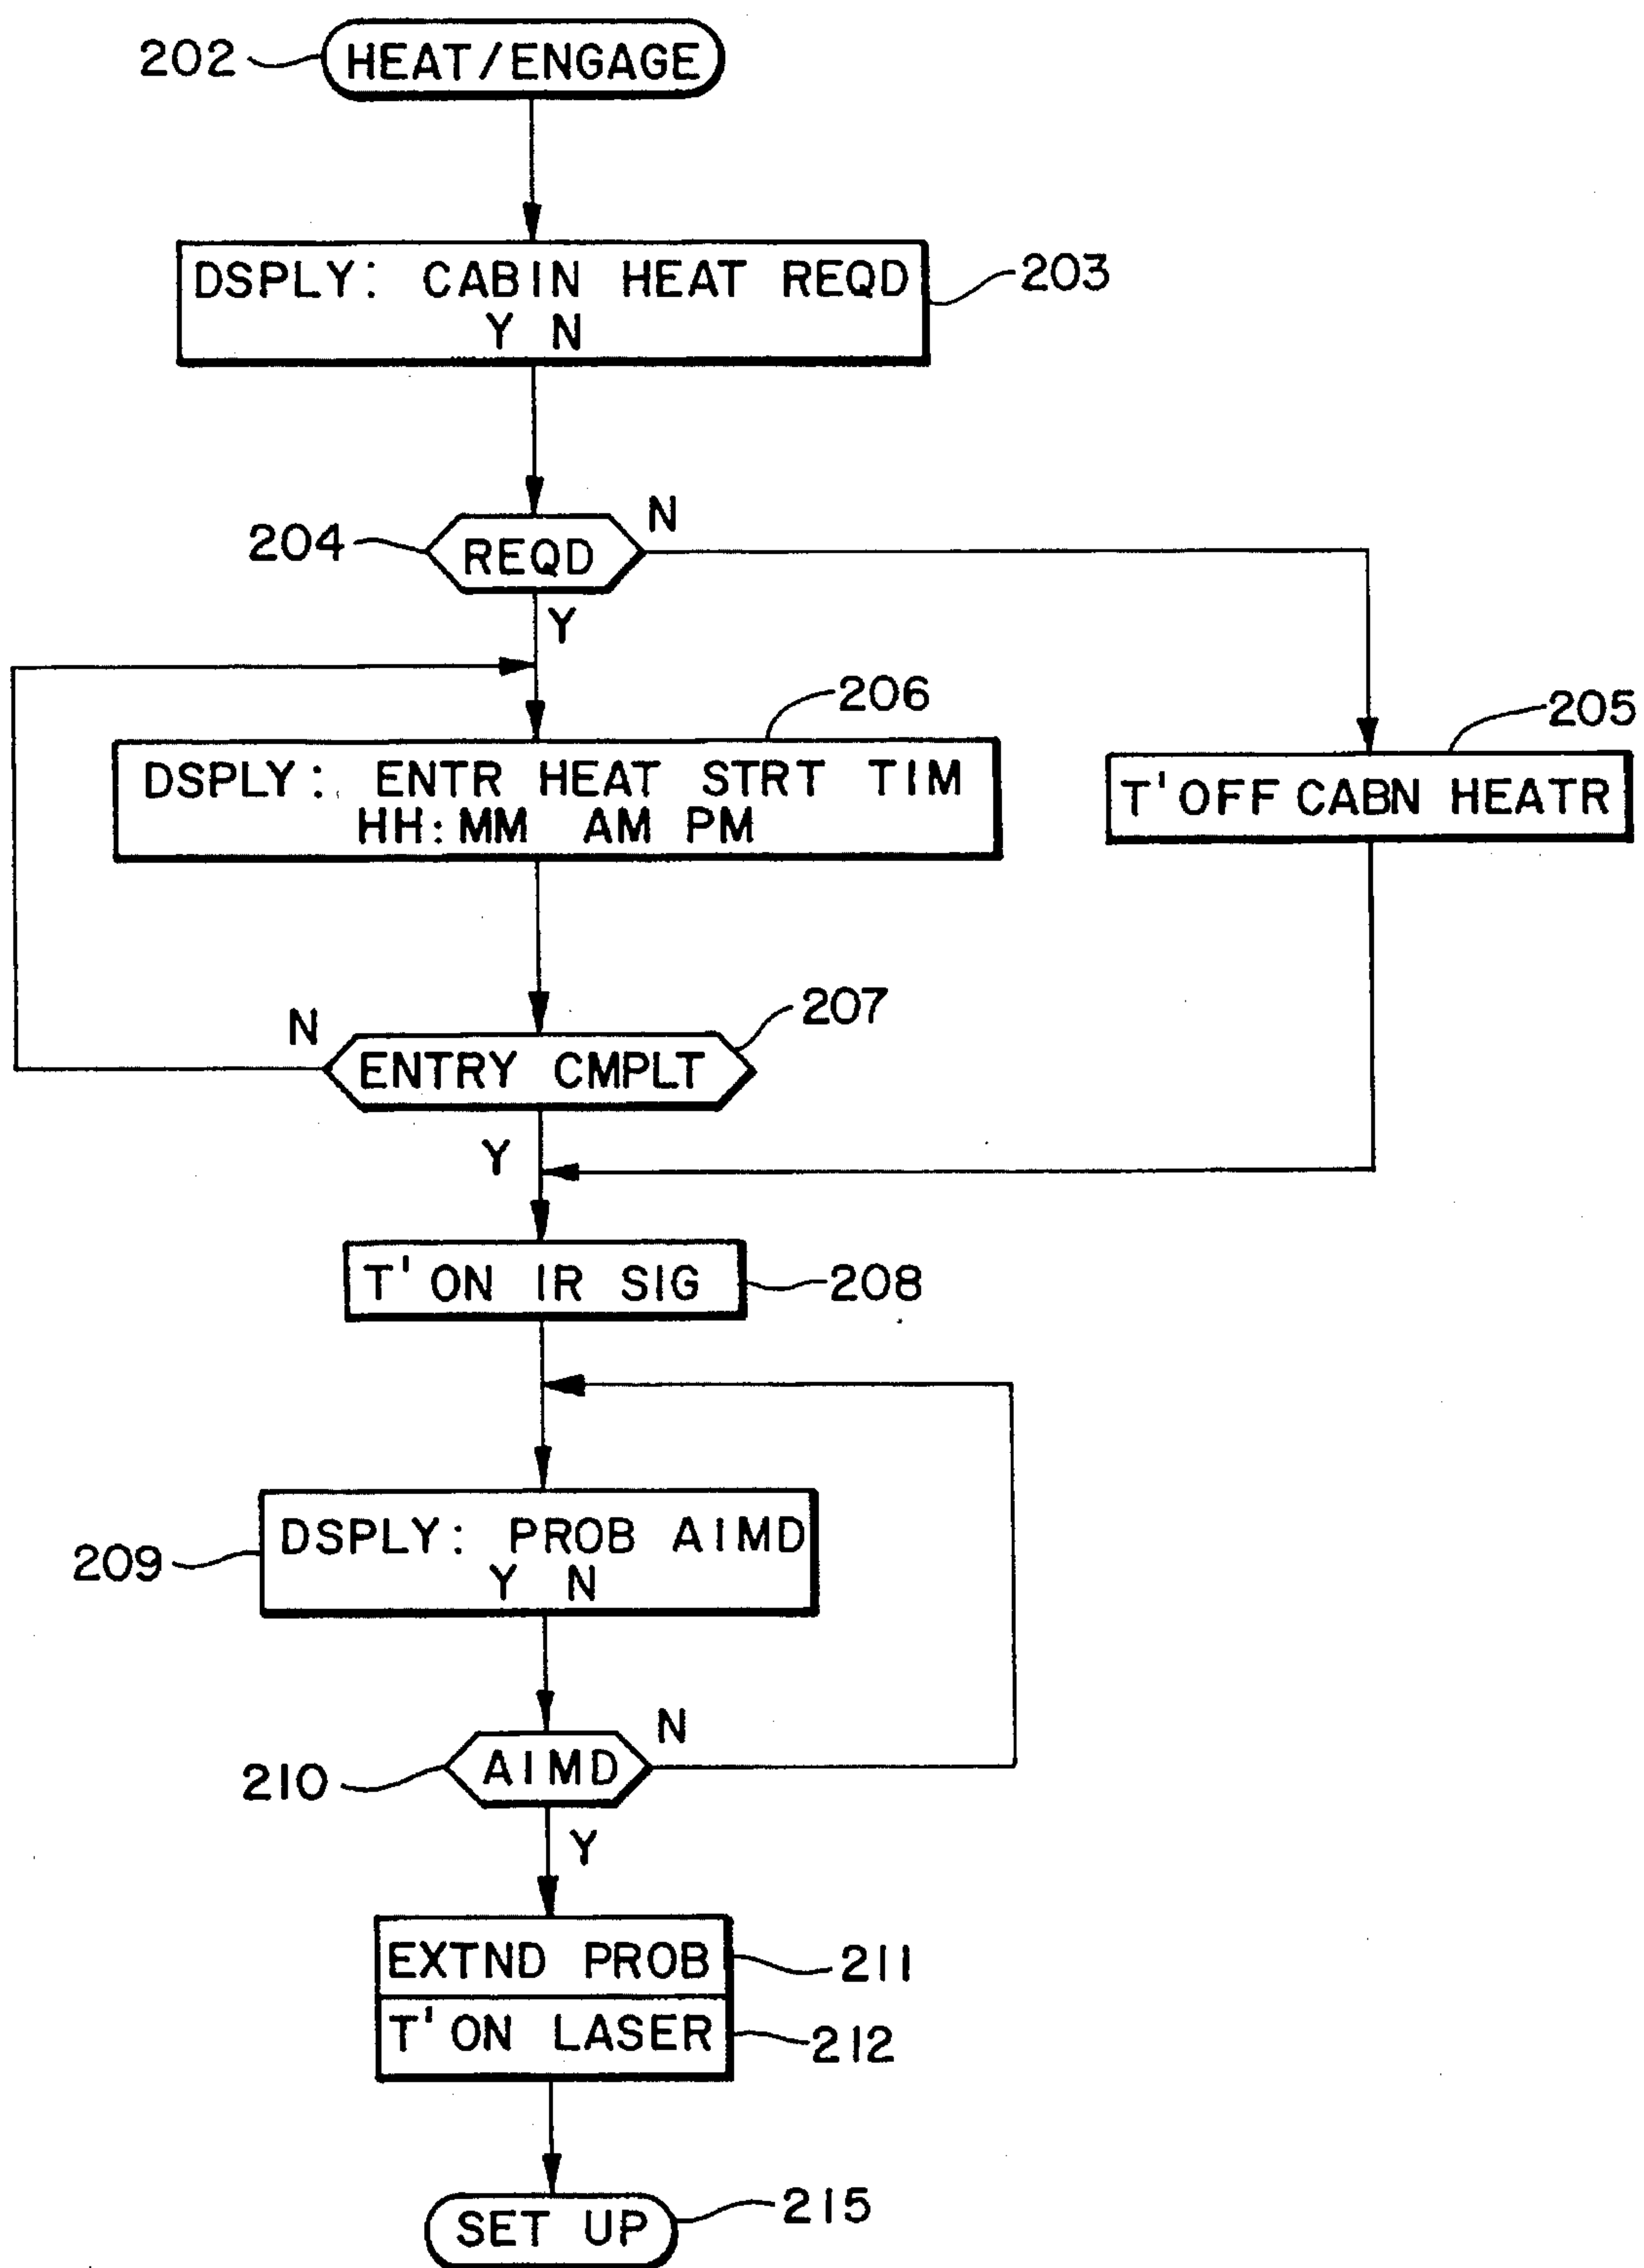 202 HEAT/ENGAGE
DSPLY: CABIN HEAT REQD 203
Y N
204 REQD N
Y
206
205
DSPLY: ENTR HEAT STRT TIM
HH:MM AM PM
T'OFF CABN HEATR
207
N
ENTRY CMPLT
Y
T'ON IR SIG 208
DSPLY: PROB AIMD
209
Y N
N
210 AIMD
Y
EXTND PROB 211
T'ON LASER 212
SET UP 215